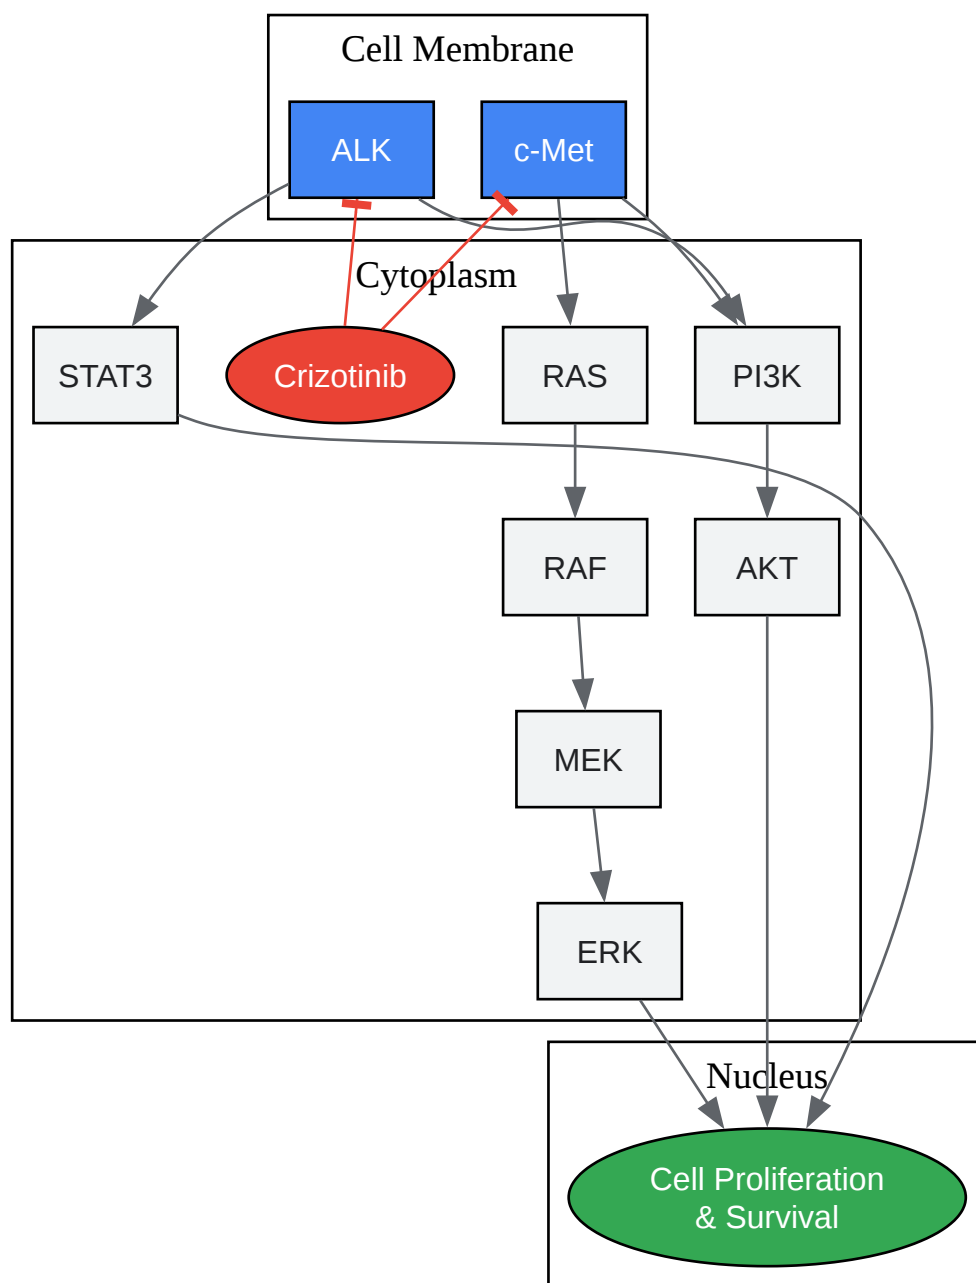 Cell Membrane
ALK
c-Met
Cytoplasm
STAT3
Crizotinib
RAS
PI3K
RAF
AKT
MEK
ERK
Nucleus
Cell Proliferation
& Survival